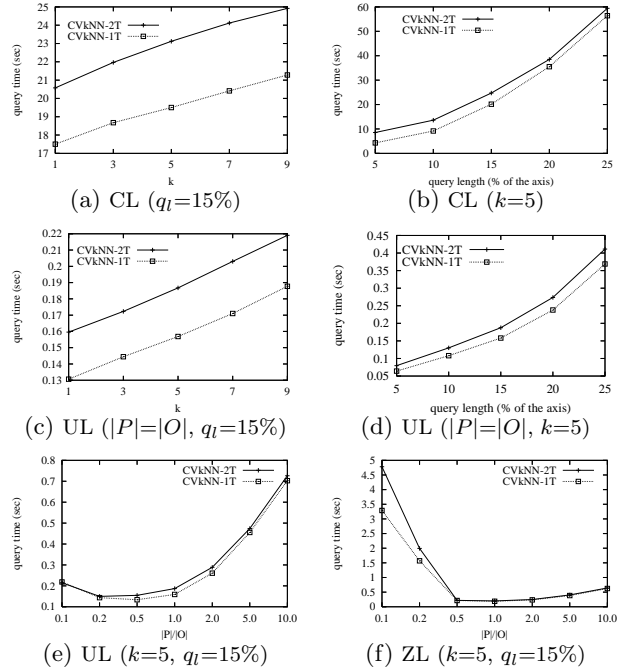 25
24
23
22
21
20
19
18
17
query time (sec)
CVkNN-2T
CVkNN-1T
1 3 5 7 9
k
(a) CL (ql=15%)
60
50
40
30
20
10
0
query time (sec)
CVkNN-2T
CVkNN-1T
5 10 15 20 25
query length (% of the axis)
(b) CL (k=5)
0.22
0.21
0.2
0.19
0.18
0.17
0.16
0.15
0.14
0.13
query time (sec)
CVkNN-2T
CVkNN-1T
1 3 5 7 9
k
(c) UL (|P|=|O|, ql=15%)
0.45
0.4
0.35
0.3
0.25
0.2
0.15
0.1
0.05
query time (sec)
CVkNN-2T
CVkNN-1T
5 10 15 20 25
query length (% of the axis)
(d) UL (|P|=|O|, k=5)
0.8
0.7
0.6
0.5
0.4
0.3
0.2
0.1
query time (sec)
CVkNN-2T
CVkNN-1T
0.1 0.2 0.5 1.0 2.0 5.0 10.0
|P|/|O|
(e) UL (k=5, ql=15%)
5
4.5
4
3.5
3
2.5
2
1.5
1
0.5
0
query time (sec)
CVkNN-2T
CVkNN-1T
0.1 0.2 0.5 1.0 2.0 5.0 10.0
|P|/|O|
(f) ZL (k=5, ql=15%)